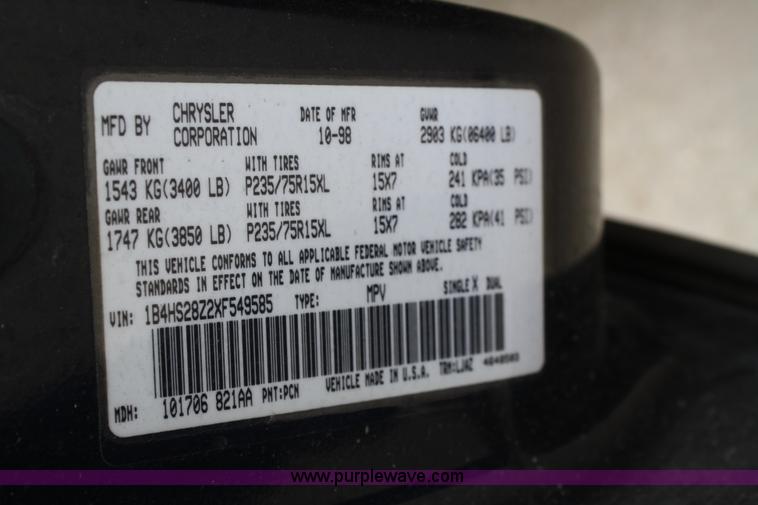 MFD BY CHRYSLER CORPORATION DATE OF MFR 10-98 GVWR 2903 KG(06400 LB)
GAWR FRONT WITH TIRES RIMS AT COLD
1543 KG(3400 LB) P235/75R15XL 15X7 241 KPA(35 PSI)
GAWR REAR WITH TIRES RIMS AT COLD
1747 KG(3850 LB) P235/75R15XL 15X7 282 KPA(41 PSI)
THIS VEHICLE CONFORMS TO ALL APPLICABLE FEDERAL MOTOR VEHICLE SAFETY
STANDARDS IN EFFECT ON THE DATE OF MANUFACTURE SHOWN ABOVE.
VIN: 1B4HS28Z2XF549585 TYPE: MPV SINGLE X DUAL
MDH: 101706 821AA PNT:PCN VEHICLE MADE IN U.S.A. TRM:LJAZ
www.purplewave.com